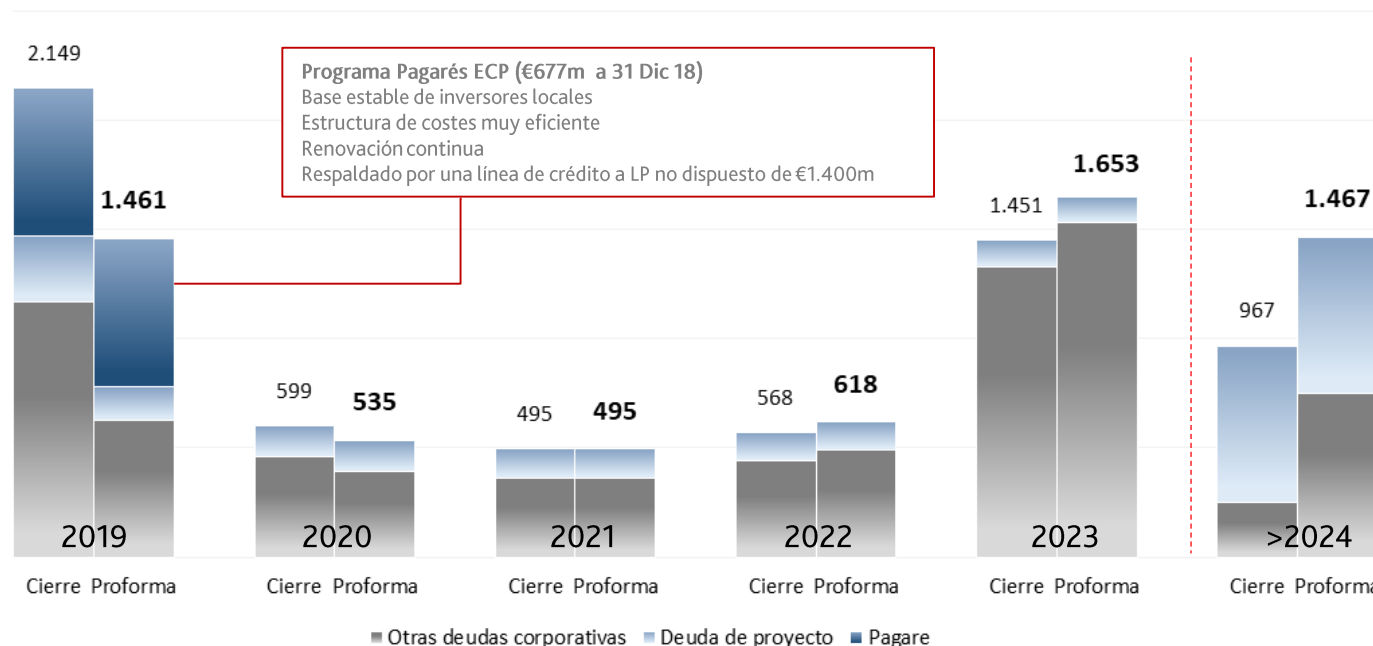 2.149
1.461
Programa Pagarés ECP (€677m a 31 Dic 18)
Base estable de inversores locales
Estructura de costes muy eficiente
Renovación continua
Respaldado por una línea de crédito a LP no dispuesto de €1.400m
599
535
495
495
568
618
1.451
1.653
967
1.467
2019 2020 2021 2022 2023 >2024
Cierre Proforma Cierre Proforma Cierre Proforma Cierre Proforma Cierre Proforma Cierre Proforma
Otras deudas corporativas Deuda de proyecto Pagare